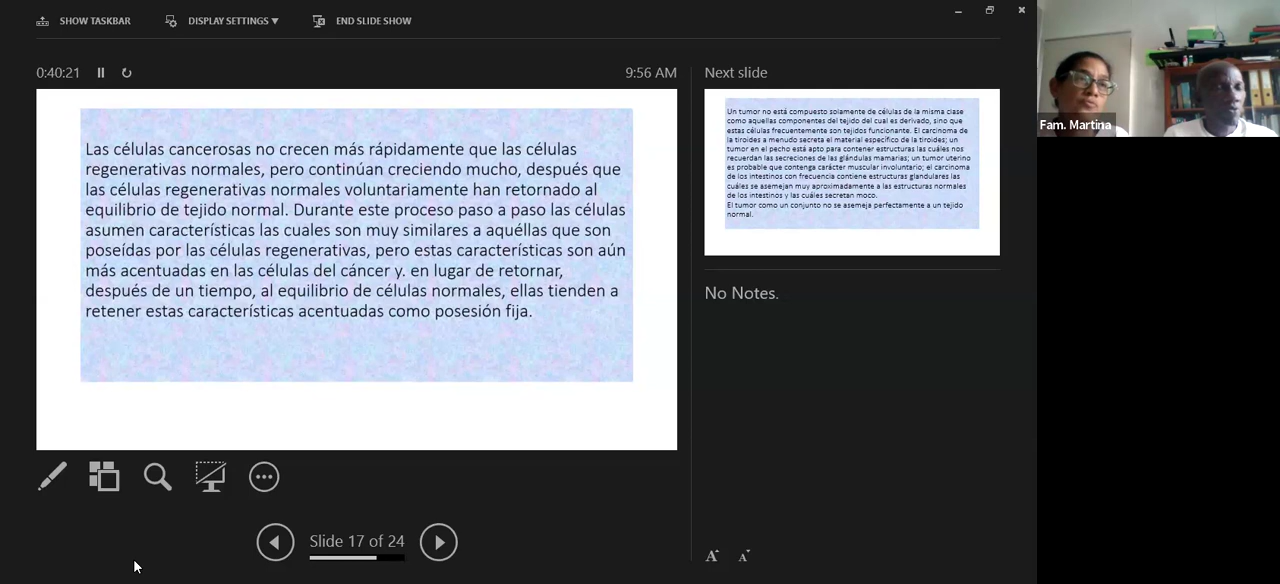 SHOW TASKBAR
DISPLAY SETTINGS
END SLIDE SHOW
0:40:21
9:56 AM
Las células cancerosas no crecen más rápidamente que las células
regenerativas normales, pero continúan creciendo mucho, después que
las células regenerativas normales voluntariamente han retornado al
equilibrio de tejido normal. Durante este proceso paso a paso las células
asumen características las cuales son muy similares a aquéllas que son
poseídas por las células regenerativas, pero estas características son aún
más acentuadas en las células del cáncer y. en lugar de retornar,
después de un tiempo, al equilibrio de células normales, ellas tienden a
retener estas características acentuadas como posesión fija.
Slide 17 of 24
Next slide
Un tumor no está compuesto solamente de células de la misma clase
como aquellas componentes del tejido del cual es derivado, sino que
estas células frecuentemente son tejidos funcionante. El carcinoma de
la tiroides a menudo secreta el material específico de la tiroides; un
tumor en el pecho está apto para contener estructuras las cuáles nos
recuerdan las secreciones de las glándulas mamarias; un tumor uterino
es probable que contenga carácter muscular involuntario; el carcinoma
de los intestinos con frecuencia contiene estructuras glandulares las
cuáles se asemejan muy aproximadamente a las estructuras normales
de los intestinos y las cuáles secretan moco.
El tumor como un conjunto no se asemeja perfectamente a un tejido
normal.
No Notes.
A A
Fam. Martina